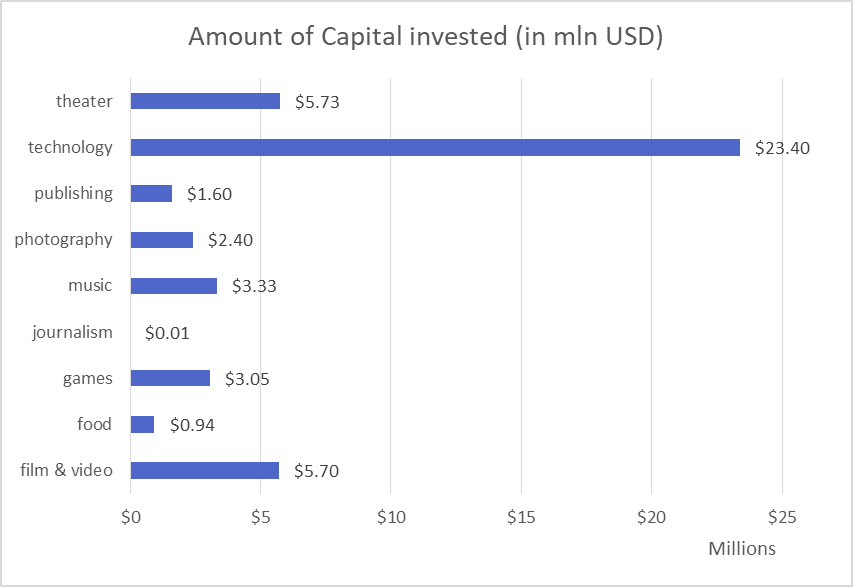 Amount of Capital invested (in mln USD)
theater $5.73
technology $23.40
publishing $1.60
photography $2.40
music $3.33
journalism $0.01
games $3.05
food $0.94
film & video $5.70
$0 $5 $10 $15 $20 $25
Millions